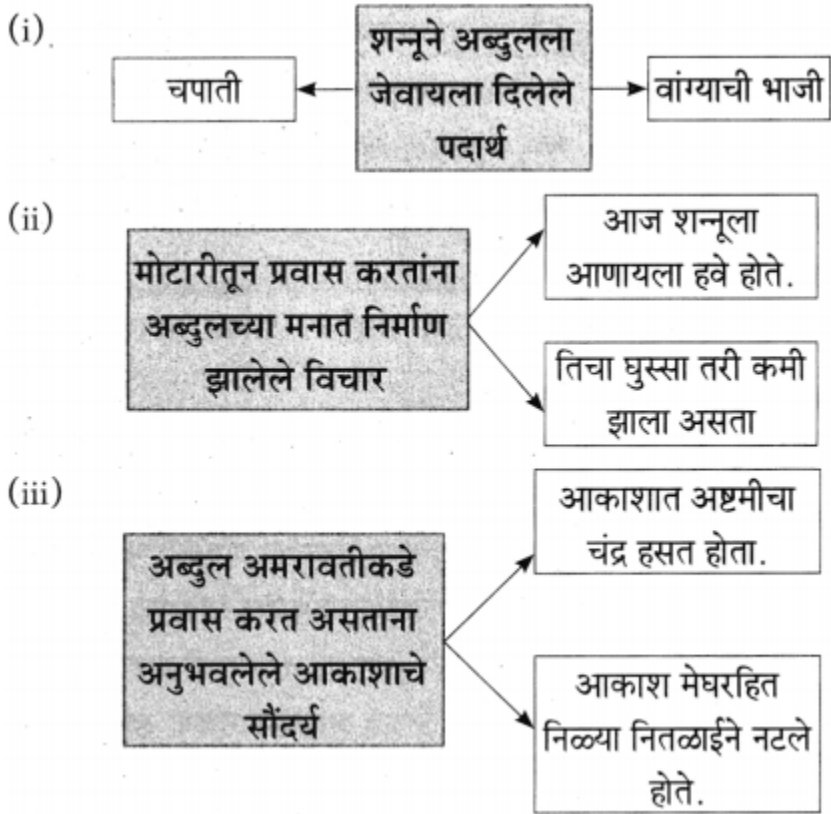 (i)
शन्नूने अब्दुलला
जेवायला दिलेले
पदार्थ
चपाती
वांग्याची भाजी
(ii)
मोटारीतून प्रवास करतांना
अब्दुलच्या मनात निर्माण
झालेले विचार
आज शन्नूला
आणायला हवे होते.
तिचा घुस्सा तरी कमी
झाला असता
(iii)
अब्दुल अमरावतीकडे
प्रवास करत असताना
अनुभवलेले आकाशाचे
सौंदर्य
आकाशात अष्टमीचा
चंद्र हसत होता.
आकाश मेघरहित
निळ्या नितळाईने नटले
होते.